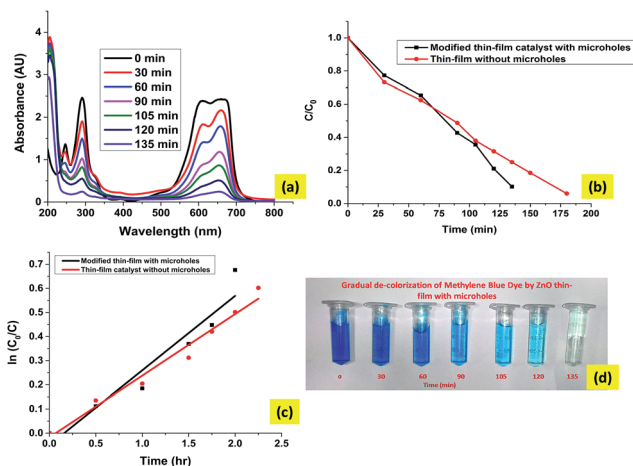 4
3
2
1
0
200 300 400 500 600 700 800
Absorbance (AU)
Wavelength (nm)
0 min
30 min
60 min
90 min
105 min
120 min
135 min
(a)
1.0
0.8
0.6
0.4
0.2
0.0
0 25 50 75 100 125 150 175 200
C/C0
Time (min)
Modified thin-film catalyst with microholes
Thin-film without microholes
(b)
0.7
0.6
0.5
0.4
0.3
0.2
0.1
0.0
0.0 0.5 1.0 1.5 2.0 2.5
ln (C0/C)
Time (hr)
Modified thin-film with microholes
Thin-film catalyst without microholes
(c)
Gradual de-colorization of Methylene Blue Dye by ZnO thin-
film with microholes
0 30 60 90 105 120 135
Time (min)
(d)